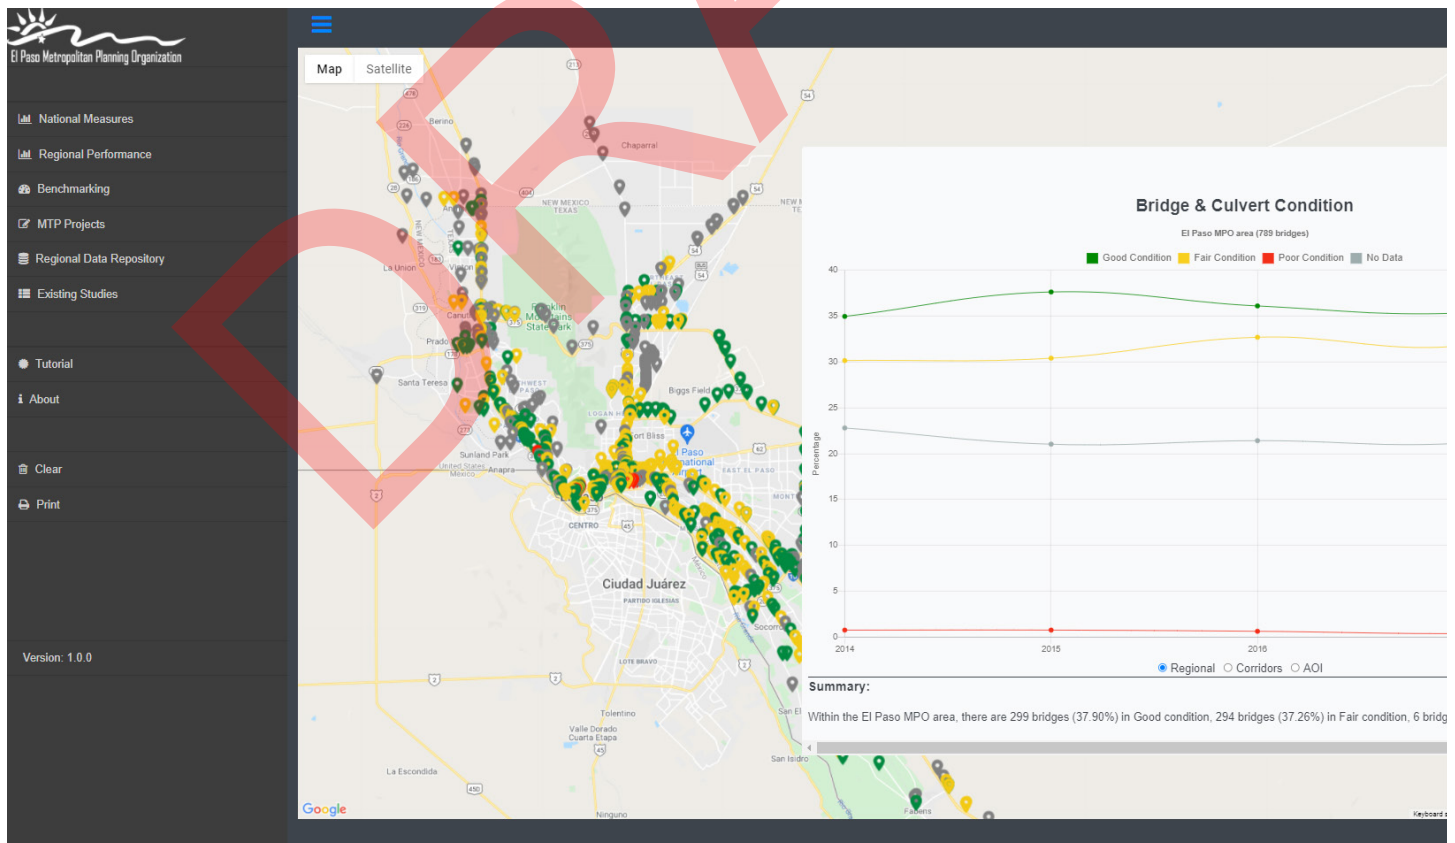 El Paso Metropolitan Planning Organization
National Measures
Regional Performance
Benchmarking
MTP Projects
Regional Data Repository
Existing Studies
Tutorial
i About
Clear
Print
Version: 1.0.0
Map Satellite
Berino
Chaparral
NEW MEXICO
TEXAS
La Union
Vinton
Franklin
Mountains
State Park
Santa Teresa
Biggs Field
Fort Bliss
Sunland Park
United States
Mexico
Anapra
EAST EL PASO
CENTRO
Ciudad Juárez
PARTIDO IGLESIAS
Socorro
LOTE BRAVO
Tolentino
Valle Dorado
Cuarta Etapa
San Isidro
La Escondida
Ninguno
Fabens
Google
Keyboard s
Bridge & Culvert Condition
El Paso MPO area (789 bridges)
Good Condition Fair Condition Poor Condition No Data
Percentage
40
35
30
25
20
15
10
5
0
2014 2015 2016
Regional Corridors AOI
Summary:
Within the El Paso MPO area, there are 299 bridges (37.90%) in Good condition, 294 bridges (37.26%) in Fair condition, 6 bridg